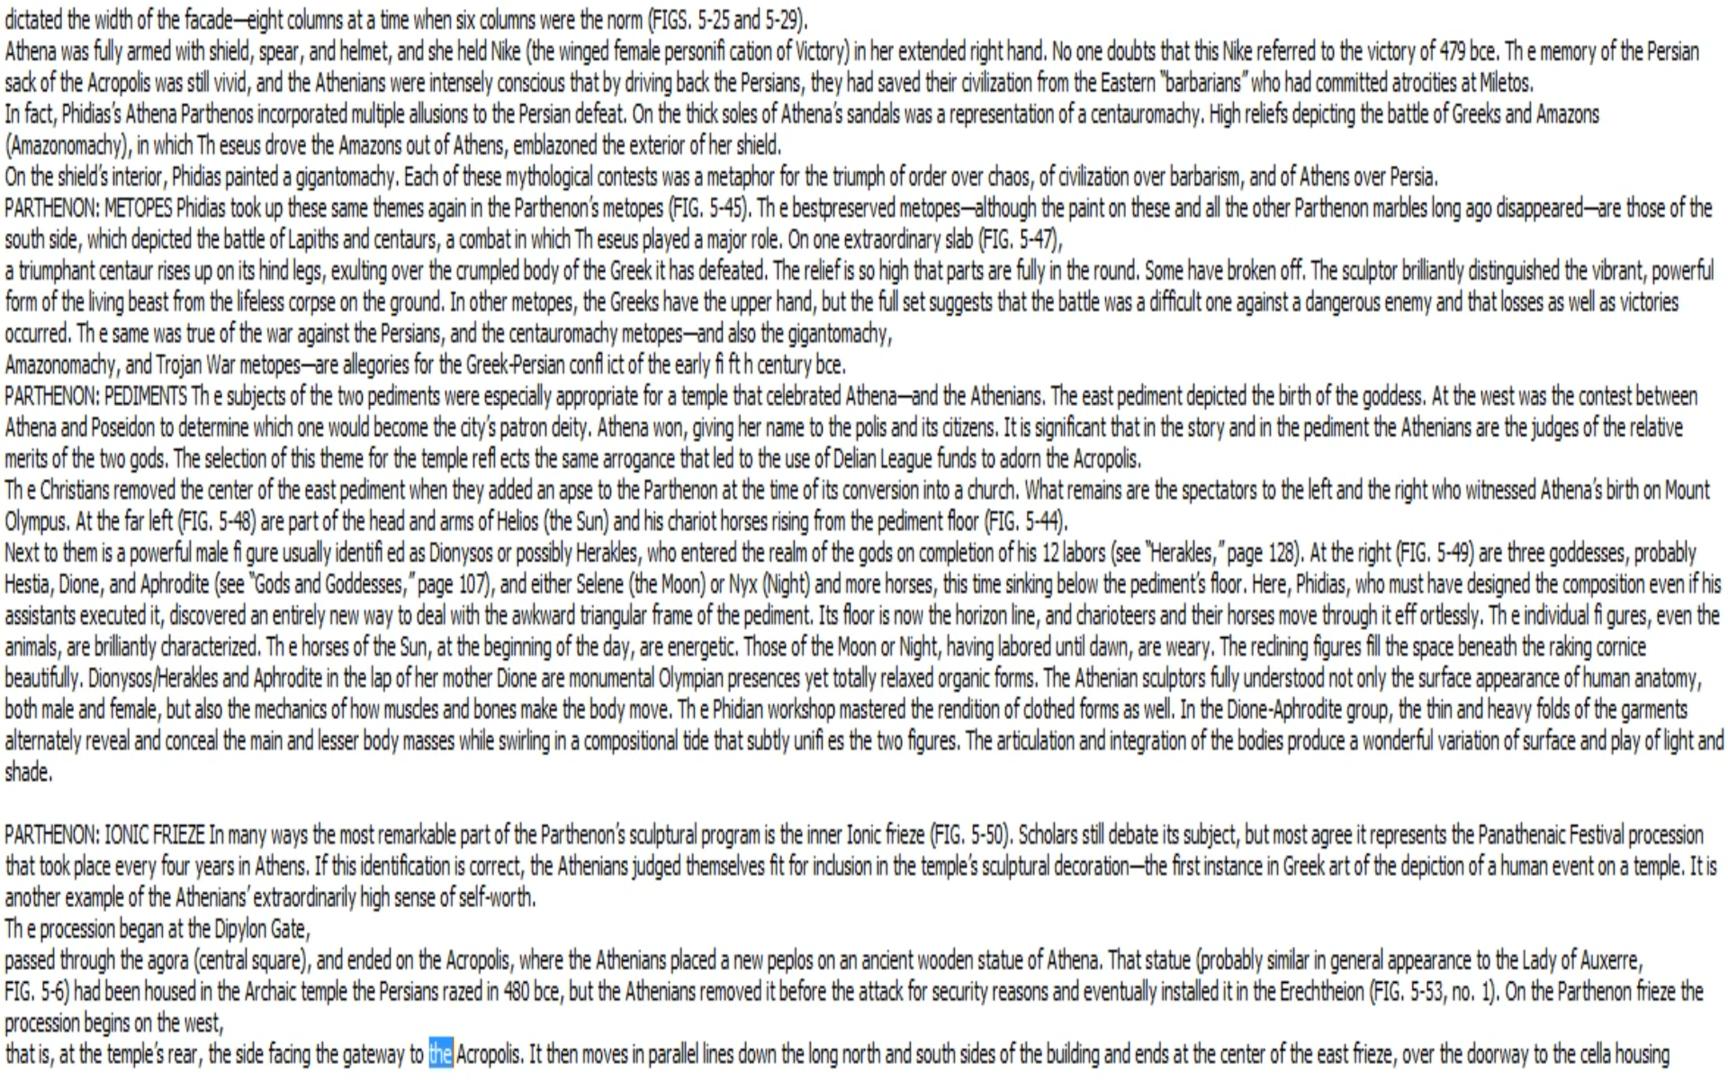 dictated the width of the facade—eight columns at a time when six columns were the norm (FIGS. 5-25 and 5-29).
Athena was fully armed with shield, spear, and helmet, and she held Nike (the winged female personifi cation of Victory) in her extended right hand. No one doubts that this Nike referred to the victory of 479 bce. Th e memory of the Persian
sack of the Acropolis was still vivid, and the Athenians were intensely conscious that by driving back the Persians, they had saved their civilization from the Eastern “barbarians” who had committed atrocities at Miletos.
In fact, Phidias’s Athena Parthenos incorporated multiple allusions to the Persian defeat. On the thick soles of Athena’s sandals was a representation of a centauromachy. High reliefs depicting the battle of Greeks and Amazons
(Amazonomachy), in which Th eseus drove the Amazons out of Athens, emblazoned the exterior of her shield.
On the shield’s interior, Phidias painted a gigantomachy. Each of these mythological contests was a metaphor for the triumph of order over chaos, of civilization over barbarism, and of Athens over Persia.
PARTHENON: METOPES Phidias took up these same themes again in the Parthenon’s metopes (FIG. 5-45). Th e bestpreserved metopes—although the paint on these and all the other Parthenon marbles long ago disappeared—are those of the
south side, which depicted the battle of Lapiths and centaurs, a combat in which Th eseus played a major role. On one extraordinary slab (FIG. 5-47),
a triumphant centaur rises up on its hind legs, exulting over the crumpled body of the Greek it has defeated. The relief is so high that parts are fully in the round. Some have broken off. The sculptor brilliantly distinguished the vibrant, powerful
form of the living beast from the lifeless corpse on the ground. In other metopes, the Greeks have the upper hand, but the full set suggests that the battle was a difficult one against a dangerous enemy and that losses as well as victories
occurred. Th e same was true of the war against the Persians, and the centauromachy metopes—and also the gigantomachy,
Amazonomachy, and Trojan War metopes—are allegories for the Greek-Persian confl ict of the early fi ft h century bce.
PARTHENON: PEDIMENTS Th e subjects of the two pediments were especially appropriate for a temple that celebrated Athena—and the Athenians. The east pediment depicted the birth of the goddess. At the west was the contest between
Athena and Poseidon to determine which one would become the city’s patron deity. Athena won, giving her name to the polis and its citizens. It is significant that in the story and in the pediment the Athenians are the judges of the relative
merits of the two gods. The selection of this theme for the temple refl ects the same arrogance that led to the use of Delian League funds to adorn the Acropolis.
Th e Christians removed the center of the east pediment when they added an apse to the Parthenon at the time of its conversion into a church. What remains are the spectators to the left and the right who witnessed Athena’s birth on Mount
Olympus. At the far left (FIG. 5-48) are part of the head and arms of Helios (the Sun) and his chariot horses rising from the pediment floor (FIG. 5-44).
Next to them is a powerful male fi gure usually identifi ed as Dionysos or possibly Herakles, who entered the realm of the gods on completion of his 12 labors (see “Herakles,” page 128). At the right (FIG. 5-49) are three goddesses, probably
Hestia, Dione, and Aphrodite (see “Gods and Goddesses,” page 107), and either Selene (the Moon) or Nyx (Night) and more horses, this time sinking below the pediment’s floor. Here, Phidias, who must have designed the composition even if his
assistants executed it, discovered an entirely new way to deal with the awkward triangular frame of the pediment. Its floor is now the horizon line, and charioteers and their horses move through it eff ortlessly. Th e individual fi gures, even the
animals, are brilliantly characterized. Th e horses of the Sun, at the beginning of the day, are energetic. Those of the Moon or Night, having labored until dawn, are weary. The reclining figures fill the space beneath the raking cornice
beautifully. Dionysos/Herakles and Aphrodite in the lap of her mother Dione are monumental Olympian presences yet totally relaxed organic forms. The Athenian sculptors fully understood not only the surface appearance of human anatomy,
both male and female, but also the mechanics of how muscles and bones make the body move. Th e Phidian workshop mastered the rendition of clothed forms as well. In the Dione-Aphrodite group, the thin and heavy folds of the garments
alternately reveal and conceal the main and lesser body masses while swirling in a compositional tide that subtly unifi es the two figures. The articulation and integration of the bodies produce a wonderful variation of surface and play of light and
shade.
PARTHENON: IONIC FRIEZE In many ways the most remarkable part of the Parthenon’s sculptural program is the inner Ionic frieze (FIG. 5-50). Scholars still debate its subject, but most agree it represents the Panathenaic Festival procession
that took place every four years in Athens. If this identification is correct, the Athenians judged themselves fit for inclusion in the temple’s sculptural decoration—the first instance in Greek art of the depiction of a human event on a temple. It is
another example of the Athenians’ extraordinarily high sense of self-worth.
Th e procession began at the Dipylon Gate,
passed through the agora (central square), and ended on the Acropolis, where the Athenians placed a new peplos on an ancient wooden statue of Athena. That statue (probably similar in general appearance to the Lady of Auxerre,
FIG. 5-6) had been housed in the Archaic temple the Persians razed in 480 bce, but the Athenians removed it before the attack for security reasons and eventually installed it in the Erechtheion (FIG. 5-53, no. 1). On the Parthenon frieze the
procession begins on the west,
that is, at the temple’s rear, the side facing the gateway to the Acropolis. It then moves in parallel lines down the long north and south sides of the building and ends at the center of the east frieze, over the doorway to the cella housing